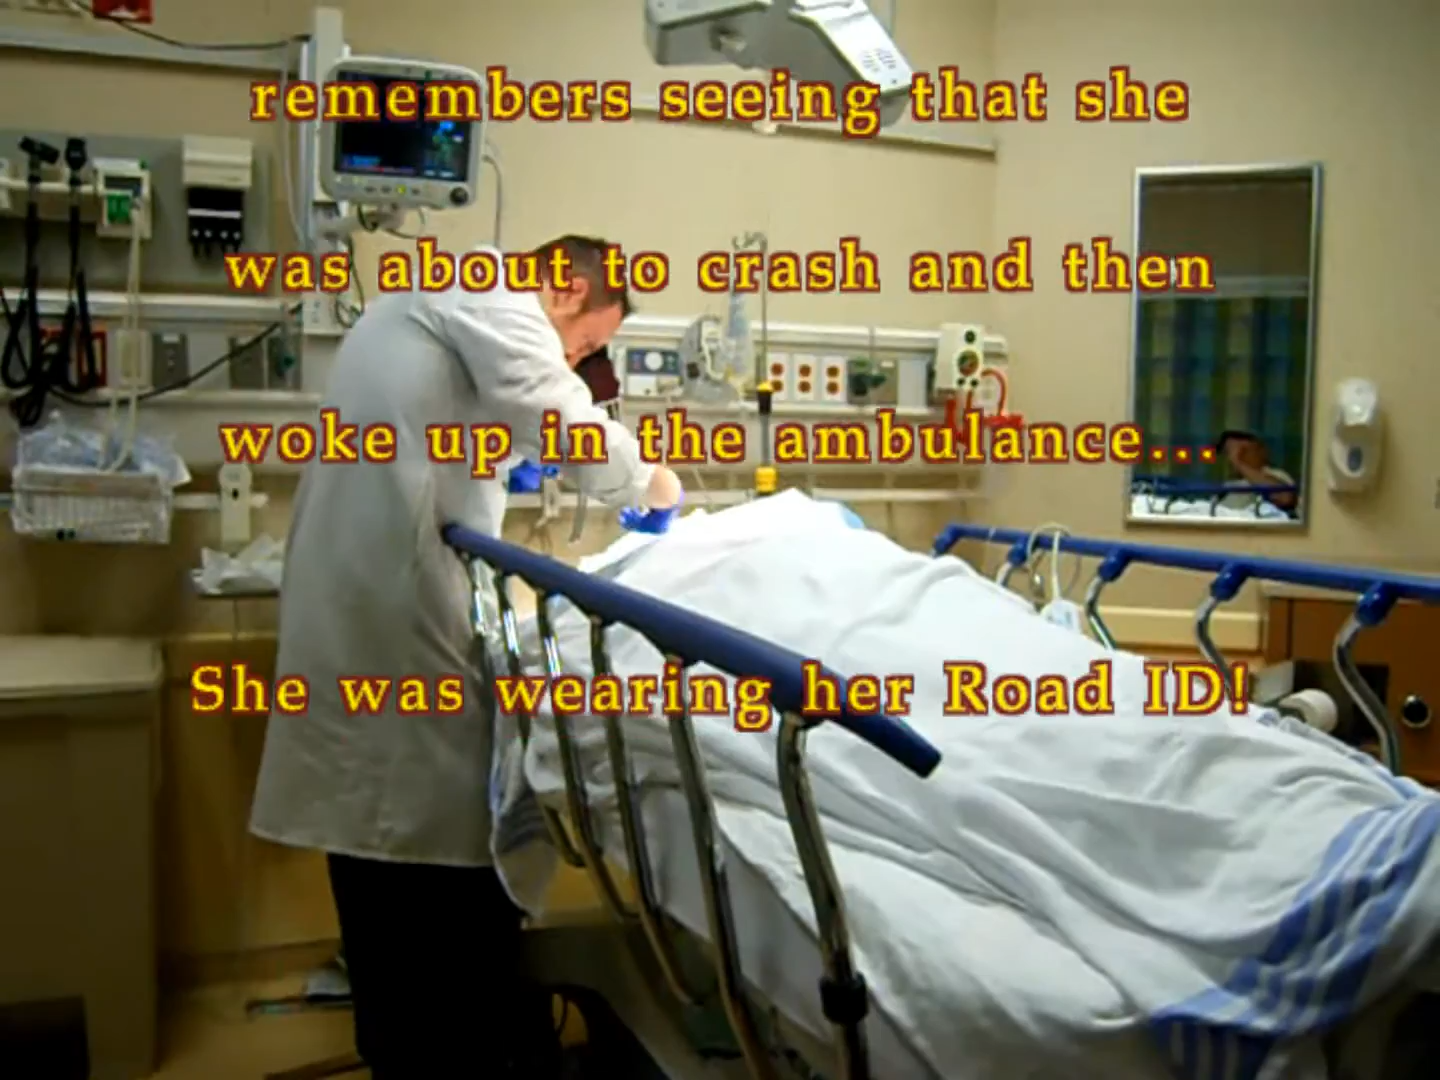 remembers seeing that she
was about to crash and then
woke up in the ambulance...
She was wearing her Road ID!